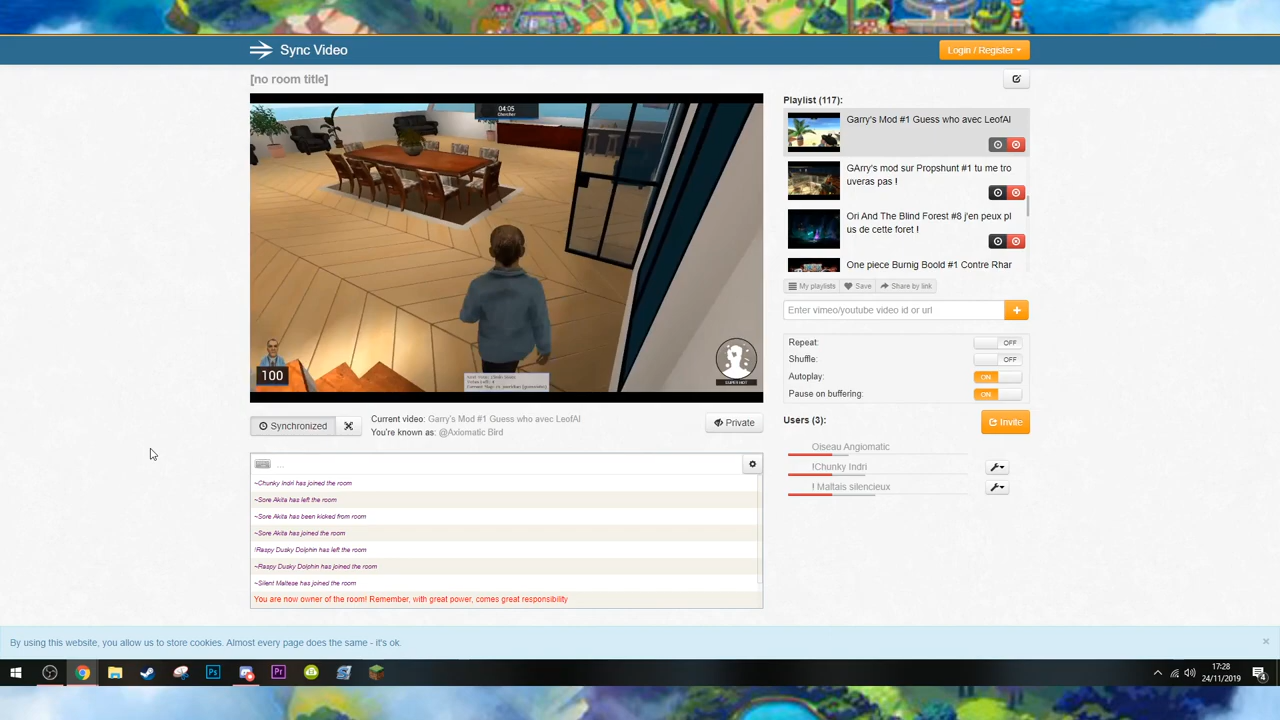 Sync Video
Login / Register
[no room title]
Playlist (117):
04:05
Garry's Mod #1 Guess who avec LeofAl
GArry's mod sur Propshunt #1 tu me tro
uveras pas !
Ori And The Blind Forest #8 j'en peux pl
us de cette foret !
One piece Burnig Boold #1 Contre Rhar
My playlists
Save
Share by link
Enter vimeo/youtube video id or url
+
Repeat: OFF
Shuffle: OFF
Autoplay: ON
Pause on buffering: ON
100
SUPER HOT
Synchronized
Current video: Garry's Mod #1 Guess who avec LeofAl
You're known as: @Axiomatic Bird
Private
Users (3):
Invite
Oiseau Angiomatic
!Chunky Indri
! Maltais silencieux
...
~Chunky Indri has joined the room
~Sore Akita has left the room
~Sore Akita has been kicked from room
~Sore Akita has joined the room
!Raspy Dusky Dolphin has left the room
~Raspy Dusky Dolphin has joined the room
~Silent Maltese has joined the room
You are now owner of the room! Remember, with great power, comes great responsibility
By using this website, you allow us to store cookies. Almost every page does the same - it's ok.
×
Ps
Pr
17:28
24/11/2019
4